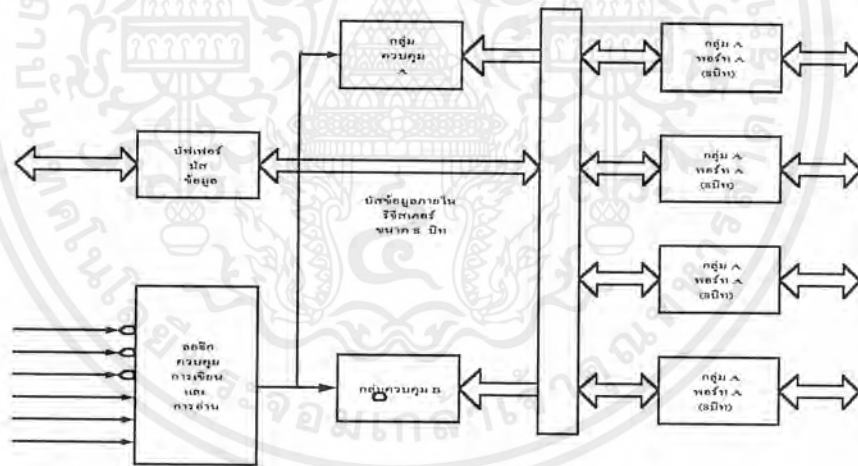 กลุ่ม
ควบคุม
A
กลุ่ม A
พอร์ท A
(8บิท)
บัฟเฟอร์
บัส
ข้อมูล
กลุ่ม A
พอร์ท A
(8บิท)
บัสข้อมูลภายใน
รีจิสเตอร์
ขนาด 8 บิท
กลุ่ม A
พอร์ท A
(8บิท)
ลอจิก
ควบคุม
การเขียน
และ
การอ่าน
กลุ่มควบคุม B
กลุ่ม A
พอร์ท A
(8บิท)